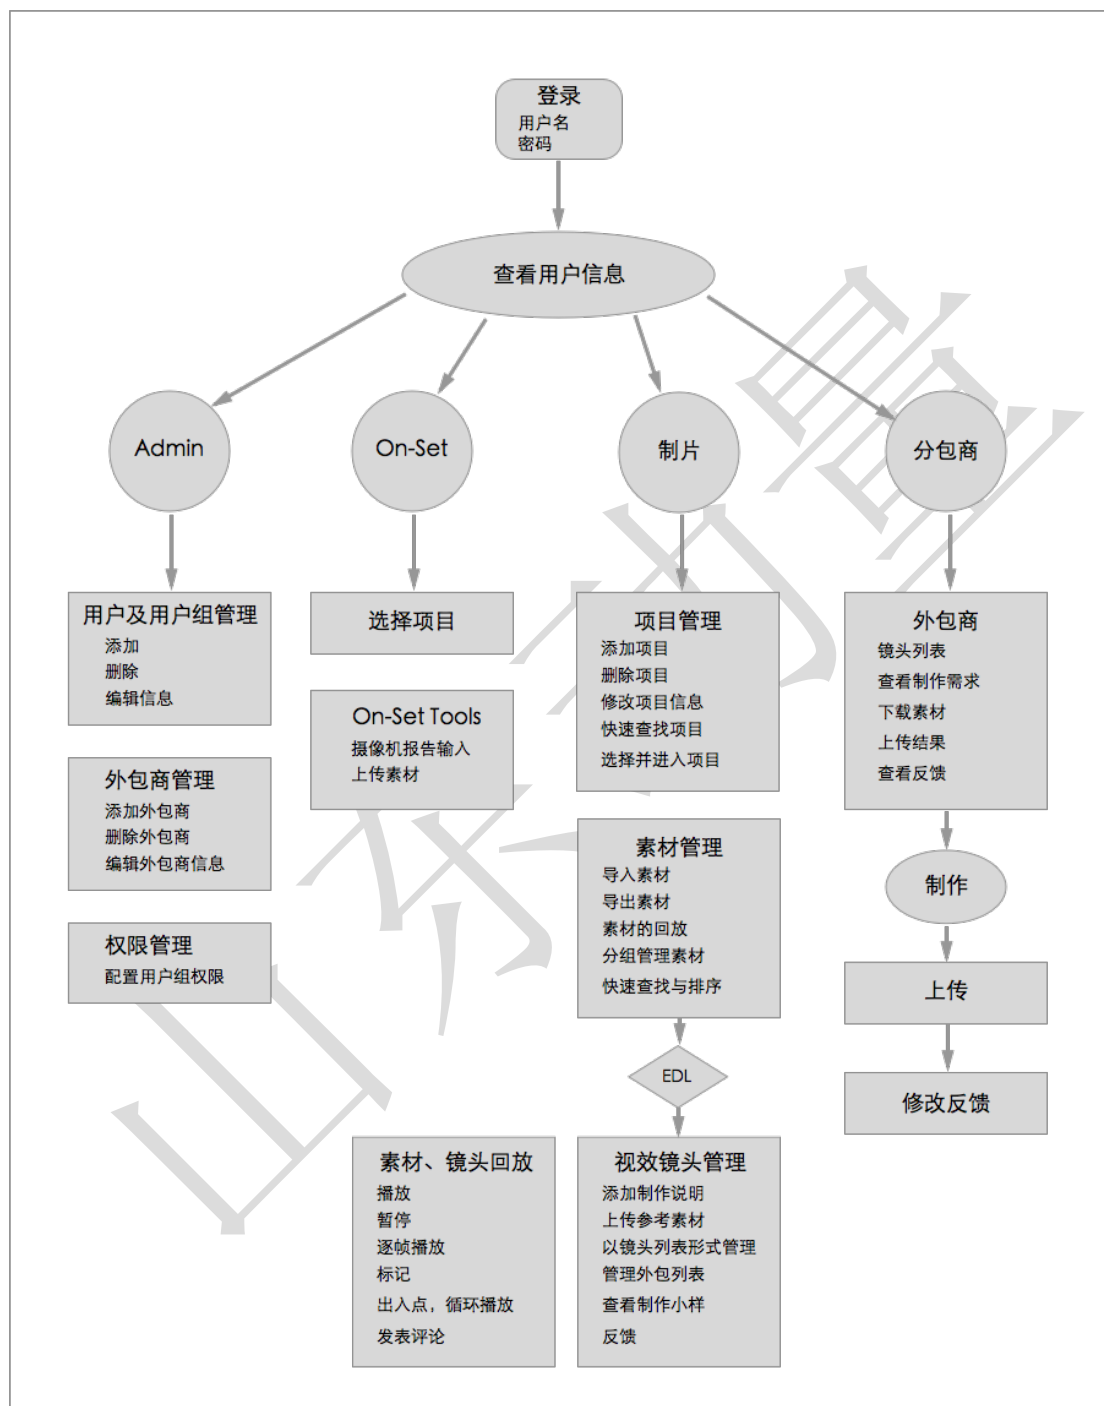 登录
用户名
密码
查看用户信息
Admin
On-Set
制片
分包商
用户及用户组管理
添加
删除
编辑信息
外包商管理
添加外包商
删除外包商
编辑外包商信息
权限管理
配置用户组权限
选择项目
On-Set Tools
摄像机报告输入
上传素材
项目管理
添加项目
删除项目
修改项目信息
快速查找项目
选择并进入项目
素材管理
导入素材
导出素材
素材的回放
分组管理素材
快速查找与排序
EDL
素材、镜头回放
播放
暂停
逐帧播放
标记
出入点，循环播放
发表评论
视效镜头管理
添加制作说明
上传参考素材
以镜头列表形式管理
管理外包列表
查看制作小样
反馈
外包商
镜头列表
查看制作需求
下载素材
上传结果
查看反馈
制作
上传
修改反馈